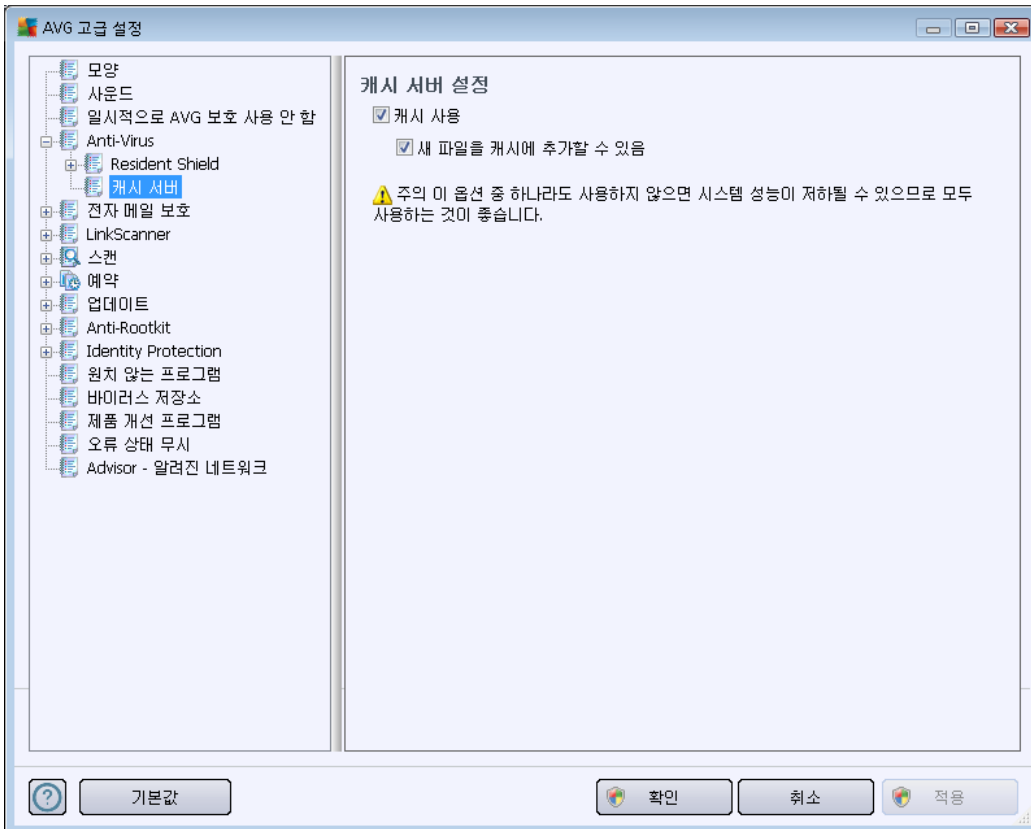 AVG 고급 설정
모양
사운드
일시적으로 AVG 보호 사용 안 함
Anti-Virus
Resident Shield
캐시 서버
전자 메일 보호
LinkScanner
스캔
예약
업데이트
Anti-Rootkit
Identity Protection
원치 않는 프로그램
바이러스 저장소
제품 개선 프로그램
오류 상태 무시
Advisor - 알려진 네트워크
캐시 서버 설정
캐시 사용
새 파일을 캐시에 추가할 수 있음
주의 이 옵션 중 하나라도 사용하지 않으면 시스템 성능이 저하될 수 있으므로 모두
사용하는 것이 좋습니다.
기본값
확인
취소
적용